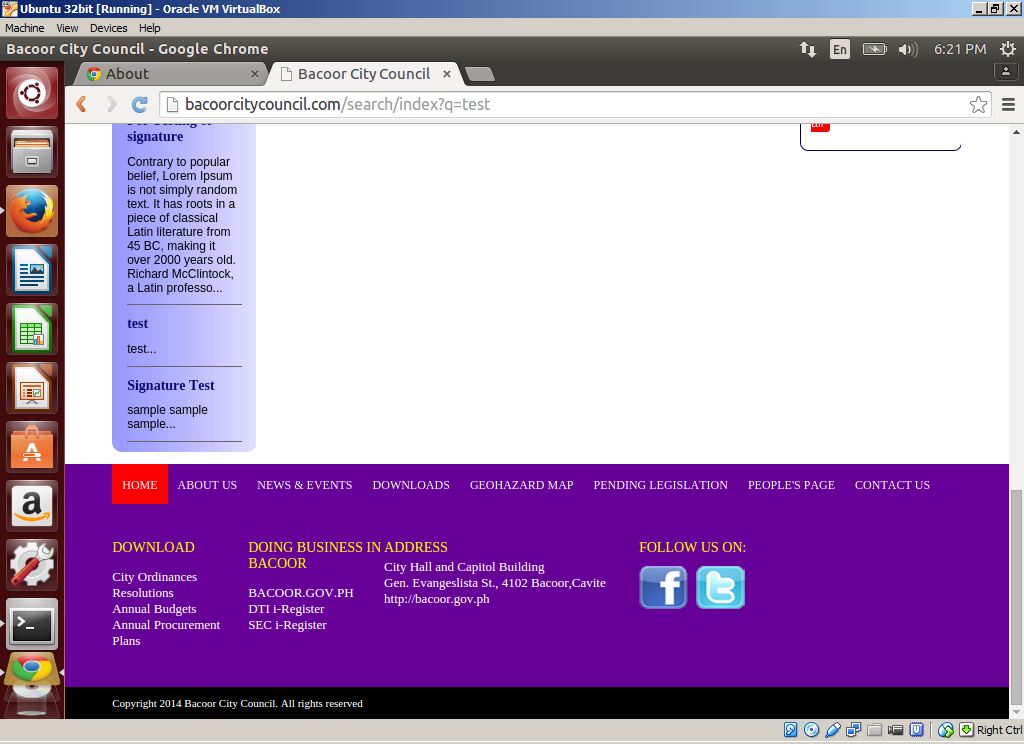 Ubuntu 32bit [Running] - Oracle VM VirtualBox
Machine View Devices Help
Bacoor City Council - Google Chrome
En
6:21 PM
About
Bacoor City Council
bacoorcitycouncil.com/search/index?q=test
signature
Contrary to popular
belief, Lorem Ipsum
is not simply random
text. It has roots in a
piece of classical
Latin literature from
45 BC, making it
over 2000 years old.
Richard McClintock,
a Latin professo...
test
test...
Signature Test
sample sample
sample...
HOME ABOUT US NEWS & EVENTS DOWNLOADS GEOHAZARD MAP PENDING LEGISLATION PEOPLE'S PAGE CONTACT US
DOWNLOAD
City Ordinances
Resolutions
Annual Budgets
Annual Procurement
Plans
DOING BUSINESS IN
BACOOR
BACOOR.GOV.PH
DTI i-Register
SEC i-Register
ADDRESS
City Hall and Capitol Building
Gen. Evangeslista St., 4102 Bacoor,Cavite
http://bacoor.gov.ph
FOLLOW US ON:
Copyright 2014 Bacoor City Council. All rights reserved
Right Ctrl